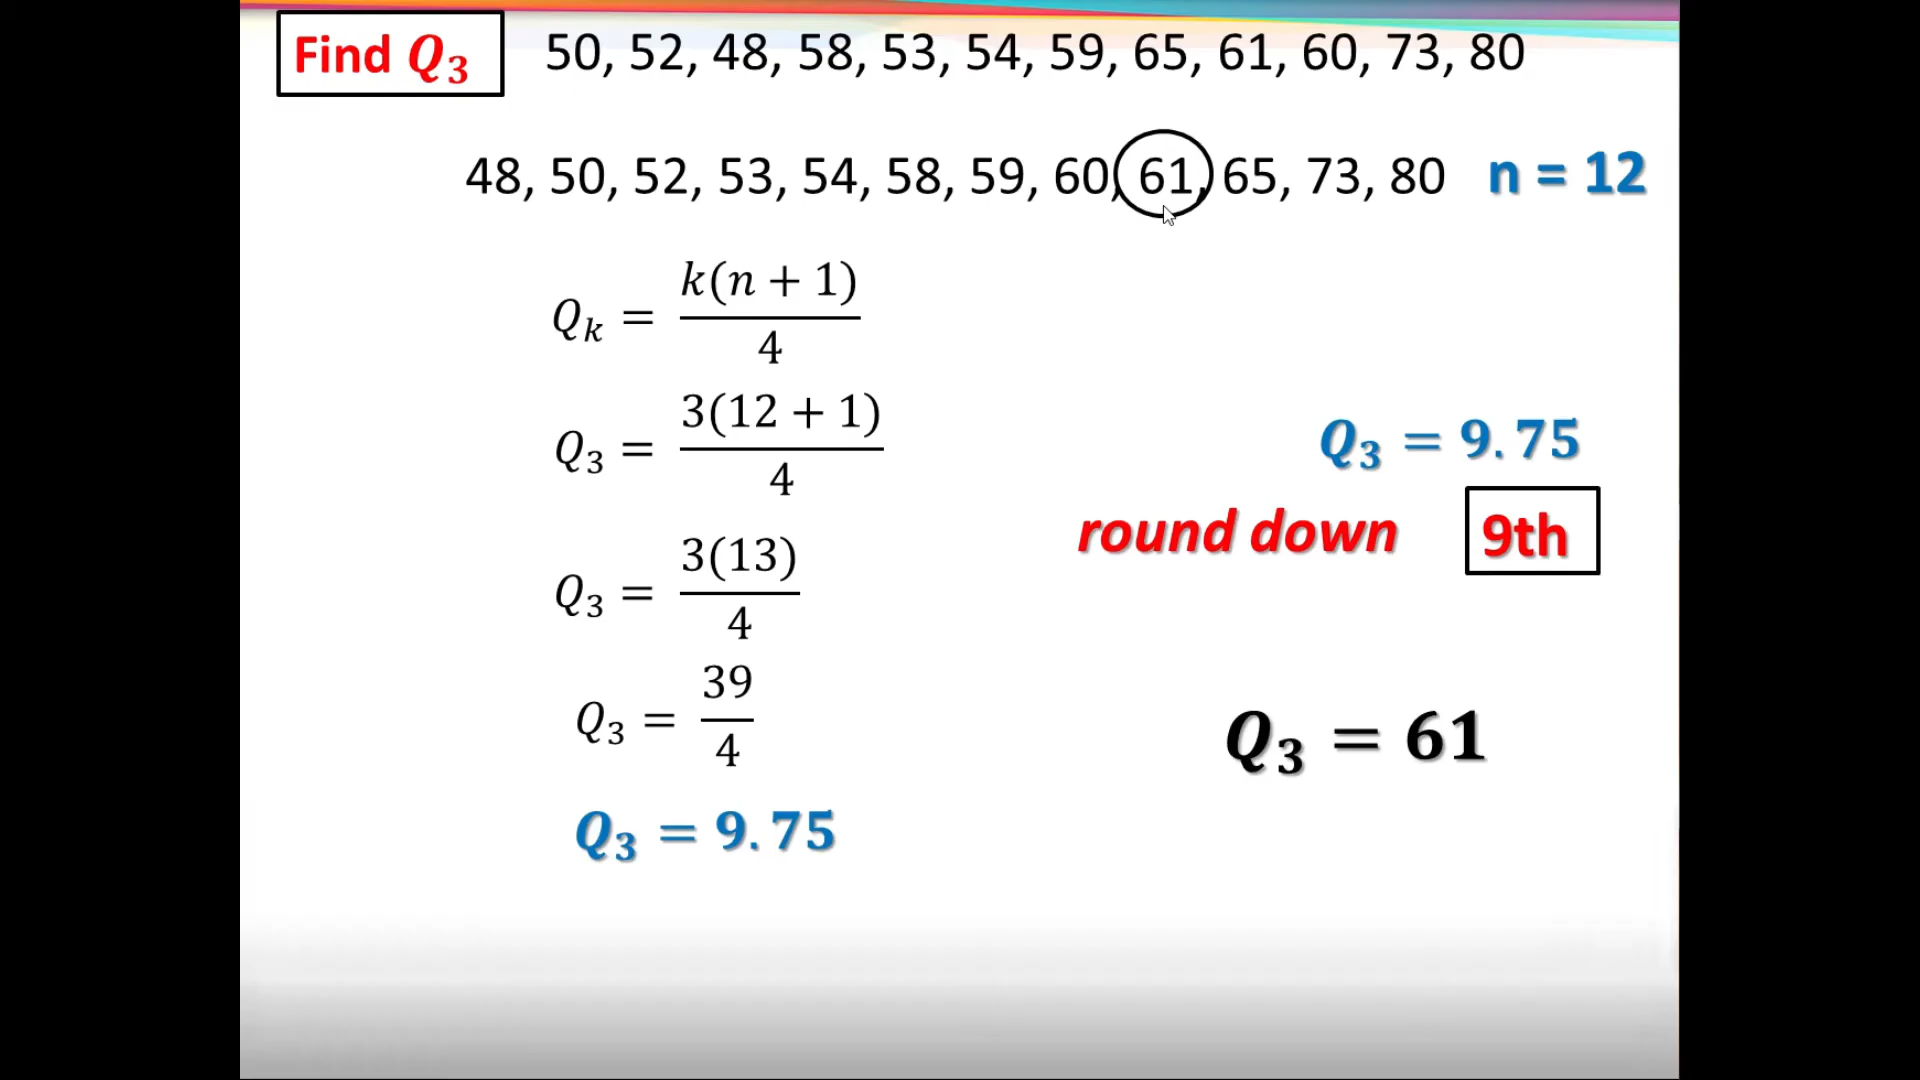 Find Q₃ 50, 52, 48, 58, 53, 54, 59, 65, 61, 60, 73, 80
48, 50, 52, 53, 54, 58, 59, 60, 61, 65, 73, 80 n = 12
Qₖ = k(n + 1) / 4
Q₃ = 3(12 + 1) / 4
Q₃ = 9.75
round down 9th
Q₃ = 3(13) / 4
Q₃ = 39 / 4
Q₃ = 61
Q₃ = 9.75